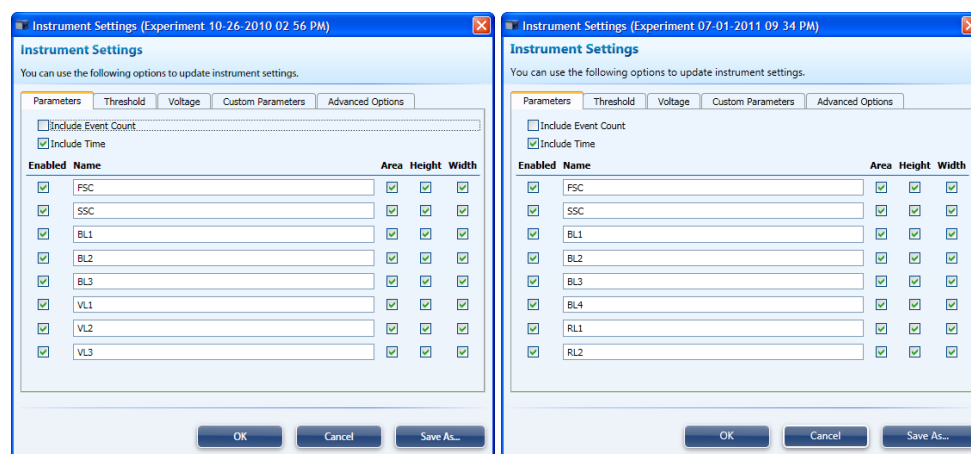 Instrument Settings (Experiment 10-26-2010 02 56 PM)
Instrument Settings
You can use the following options to update instrument settings.
Parameters Threshold Voltage Custom Parameters Advanced Options
Include Event Count
Include Time
Enabled Name Area Height Width
FSC
SSC
BL1
BL2
BL3
VL1
VL2
VL3
OK Cancel Save As...
Instrument Settings (Experiment 07-01-2011 09 34 PM)
Instrument Settings
You can use the following options to update instrument settings.
Parameters Threshold Voltage Custom Parameters Advanced Options
Include Event Count
Include Time
Enabled Name Area Height Width
FSC
SSC
BL1
BL2
BL3
BL4
RL1
RL2
OK Cancel Save As...